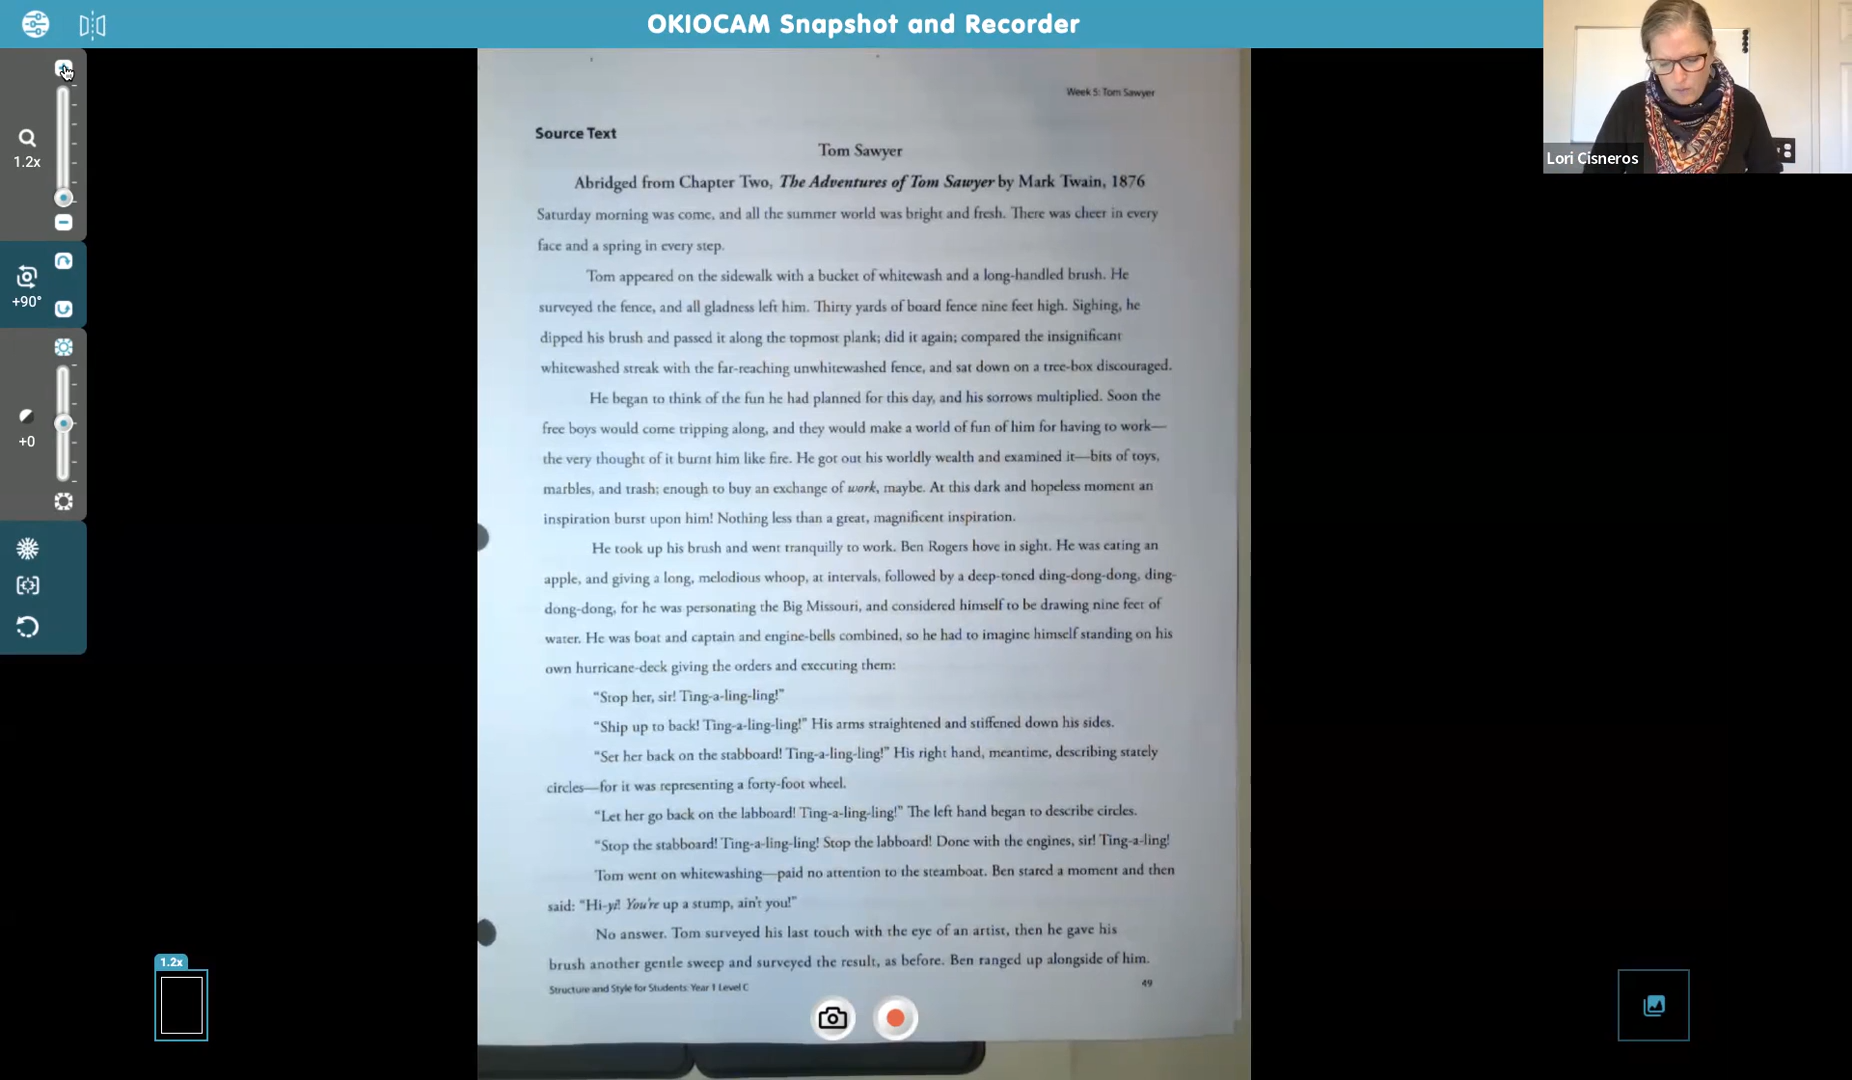 OKIOCAM Snapshot and Recorder
Lori Cisneros
1.2x
+90°
+0
Week 5: Tom Sawyer
Source Text
Tom Sawyer
Abridged from Chapter Two, The Adventures of Tom Sawyer by Mark Twain, 1876
Saturday morning was come, and all the summer world was bright and fresh. There was cheer in every
face and a spring in every step.
Tom appeared on the sidewalk with a bucket of whitewash and a long-handled brush. He
surveyed the fence, and all gladness left him. Thirty yards of board fence nine feet high. Sighing, he
dipped his brush and passed it along the topmost plank; did it again; compared the insignificant
whitewashed streak with the far-reaching unwhitewashed fence, and sat down on a tree-box discouraged.
He began to think of the fun he had planned for this day, and his sorrows multiplied. Soon the
free boys would come tripping along, and they would make a world of fun of him for having to work—
the very thought of it burnt him like fire. He got out his worldly wealth and examined it—bits of toys,
marbles, and trash; enough to buy an exchange of work, maybe. At this dark and hopeless moment an
inspiration burst upon him! Nothing less than a great, magnificent inspiration.
He took up his brush and went tranquilly to work. Ben Rogers hove in sight. He was eating an
apple, and giving a long, melodious whoop, at intervals, followed by a deep-toned ding-dong-dong, ding-
dong-dong, for he was personating the Big Missouri, and considered himself to be drawing nine feet of
water. He was boat and captain and engine-bells combined, so he had to imagine himself standing on his
own hurricane-deck giving the orders and executing them:
“Stop her, sir! Ting-a-ling-ling!”
“Ship up to back! Ting-a-ling-ling!” His arms straightened and stiffened down his sides.
“Set her back on the stabboard! Ting-a-ling-ling!” His right hand, meantime, describing stately
circles—for it was representing a forty-foot wheel.
“Let her go back on the labboard! Ting-a-ling-ling!” The left hand began to describe circles.
“Stop the stabboard! Ting-a-ling-ling! Stop the labboard! Done with the engines, sir! Ting-a-ling!
Tom went on whitewashing—paid no attention to the steamboat. Ben stared a moment and then
said: “Hi-yi! You're up a stump, ain't you!”
No answer. Tom surveyed his last touch with the eye of an artist, then he gave his
brush another gentle sweep and surveyed the result, as before. Ben ranged up alongside of him.
Structure and Style for Students: Year 1 Level C
49
1.2x